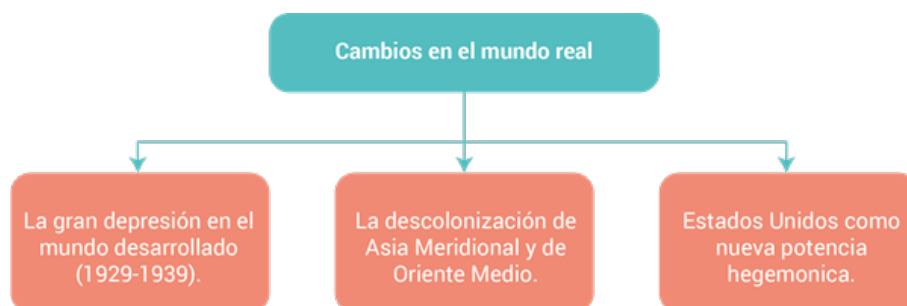 Cambios en el mundo real
La gran depresión en el
mundo desarrollado
(1929-1939).
La descolonización de
Asia Meridional y de
Oriente Medio.
Estados Unidos como
nueva potencia
hegemonica.